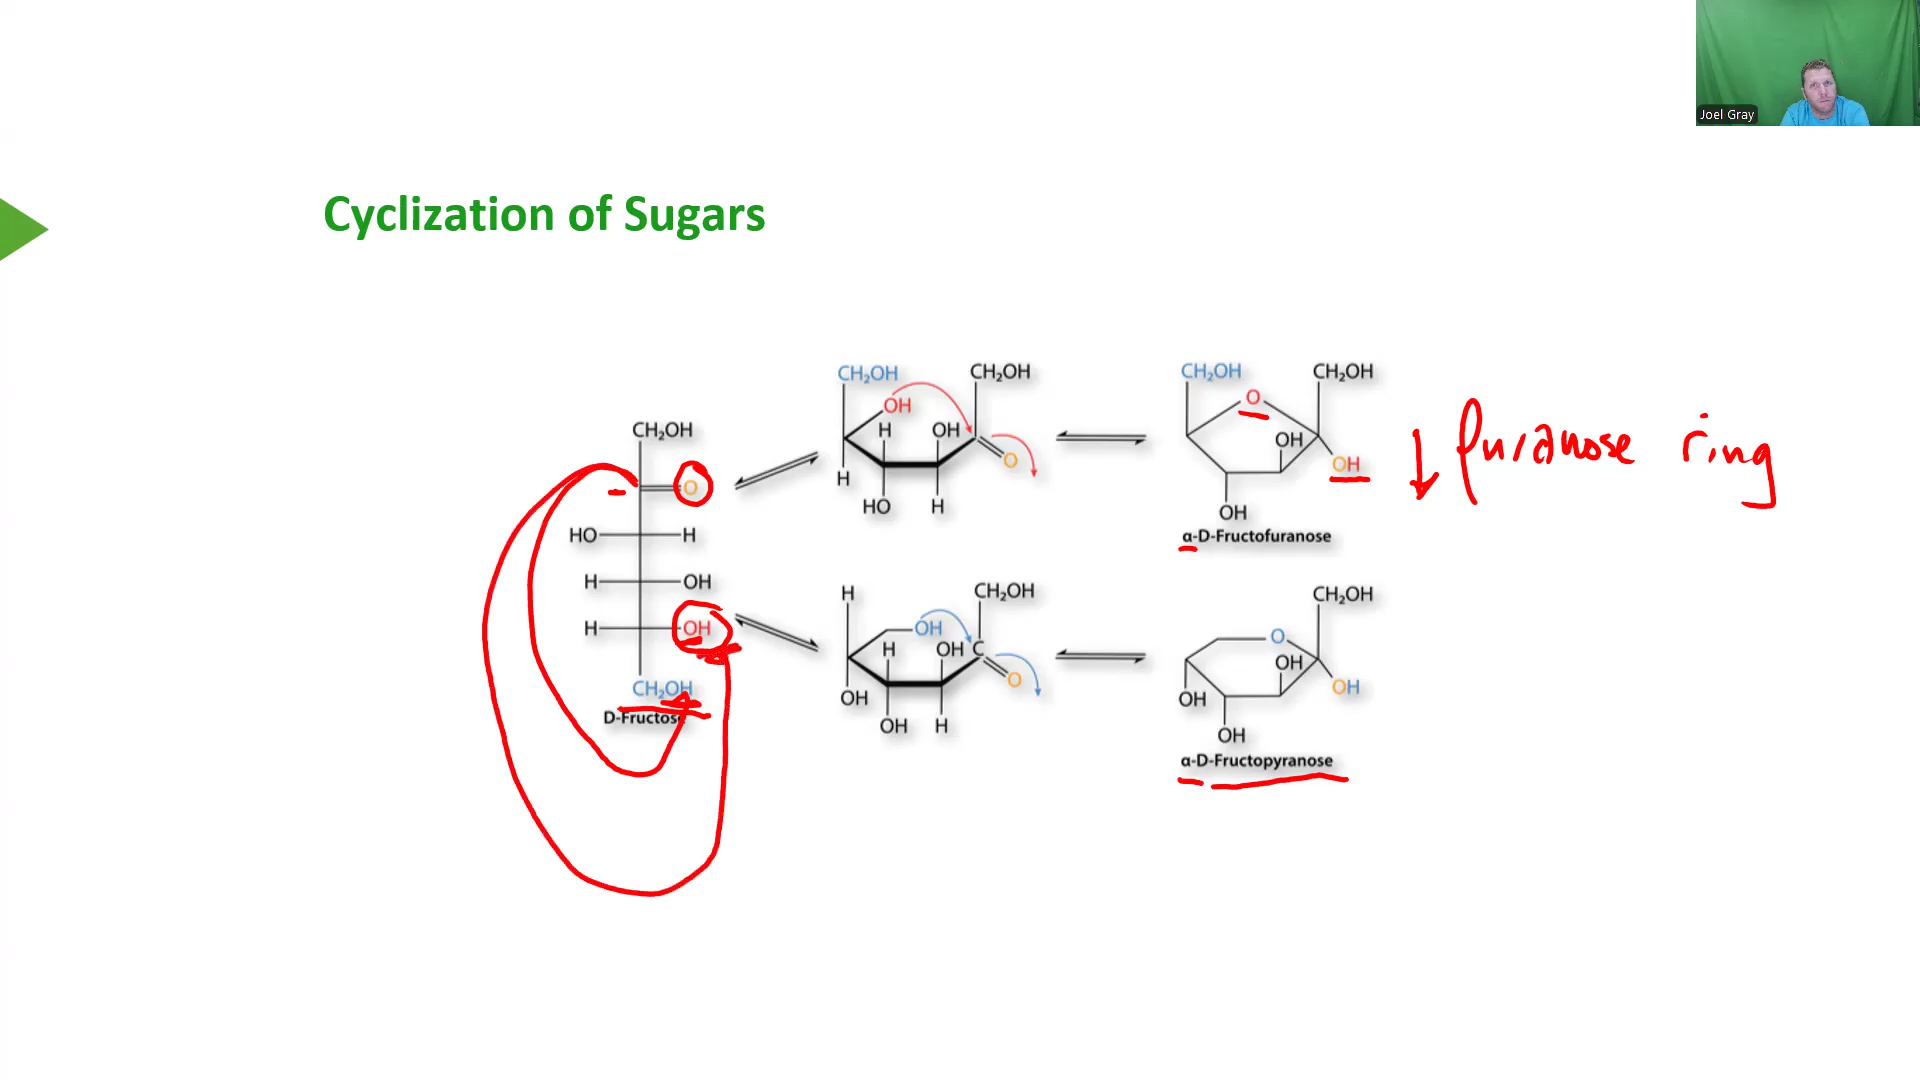 Joel Gray
Cyclization of Sugars
CH₂OH
O
HO H
H OH
H OH
CH₂OH
D-Fructose
CH₂OH CH₂OH
OH
H OH
O
H
HO H
CH₂OH CH₂OH
O
OH
OH
OH
α-D-Fructofuranose
furanose ring
H CH₂OH
OH
H OH C
O
OH
OH H
CH₂OH
O
OH
OH OH
OH
α-D-Fructopyranose